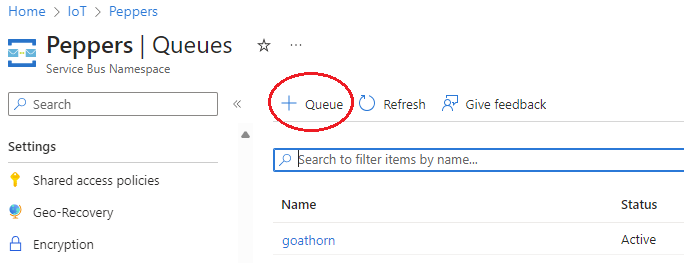 Home > IoT > Peppers
Peppers | Queues ☆ ...
Service Bus Namespace
Search «
+ Queue Refresh Give feedback
Settings
Search to filter items by name...
Shared access policies
Name Status
Geo-Recovery
goathorn Active
Encryption